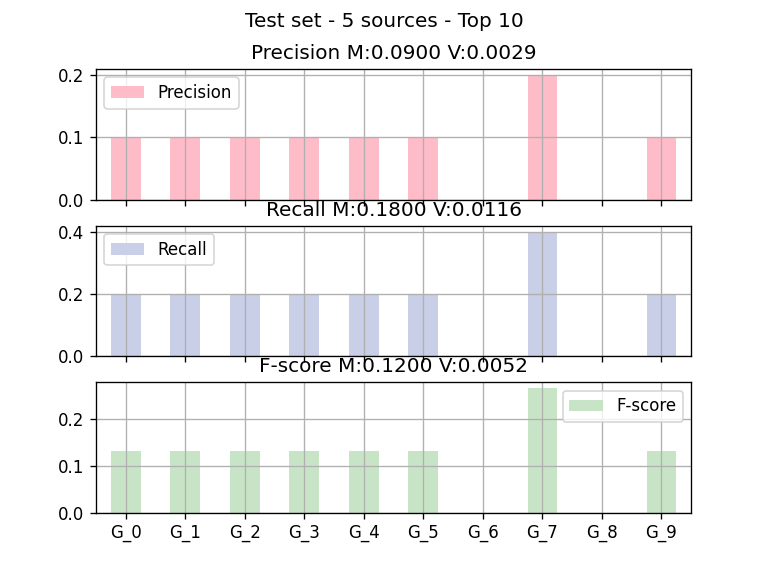 Test set - 5 sources - Top 10
Precision M:0.0900 V:0.0029
0.2
Precision
0.1
0.0
Recall M:0.1800 V:0.0116
0.4
Recall
0.2
0.0
F-score M:0.1200 V:0.0052
F-score
0.2
0.1
0.0
G_0 G_1 G_2 G_3 G_4 G_5 G_6 G_7 G_8 G_9